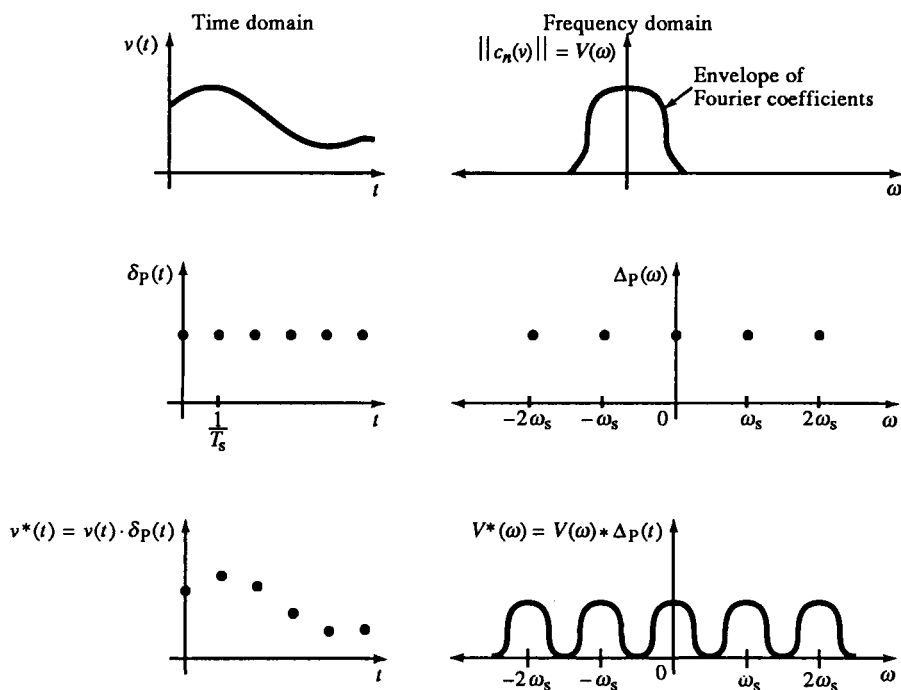 Time domain
Frequency domain
v(t)
||c_n(v)|| = V(ω)
Envelope of
Fourier coefficients
t
ω
δ_P(t)
Δ_P(ω)
1/T_s
t
−2ω_s −ω_s 0 ω_s 2ω_s ω
v*(t) = v(t) · δ_P(t)
V*(ω) = V(ω) * Δ_P(t)
t
−2ω_s −ω_s 0 ω_s 2ω_s ω